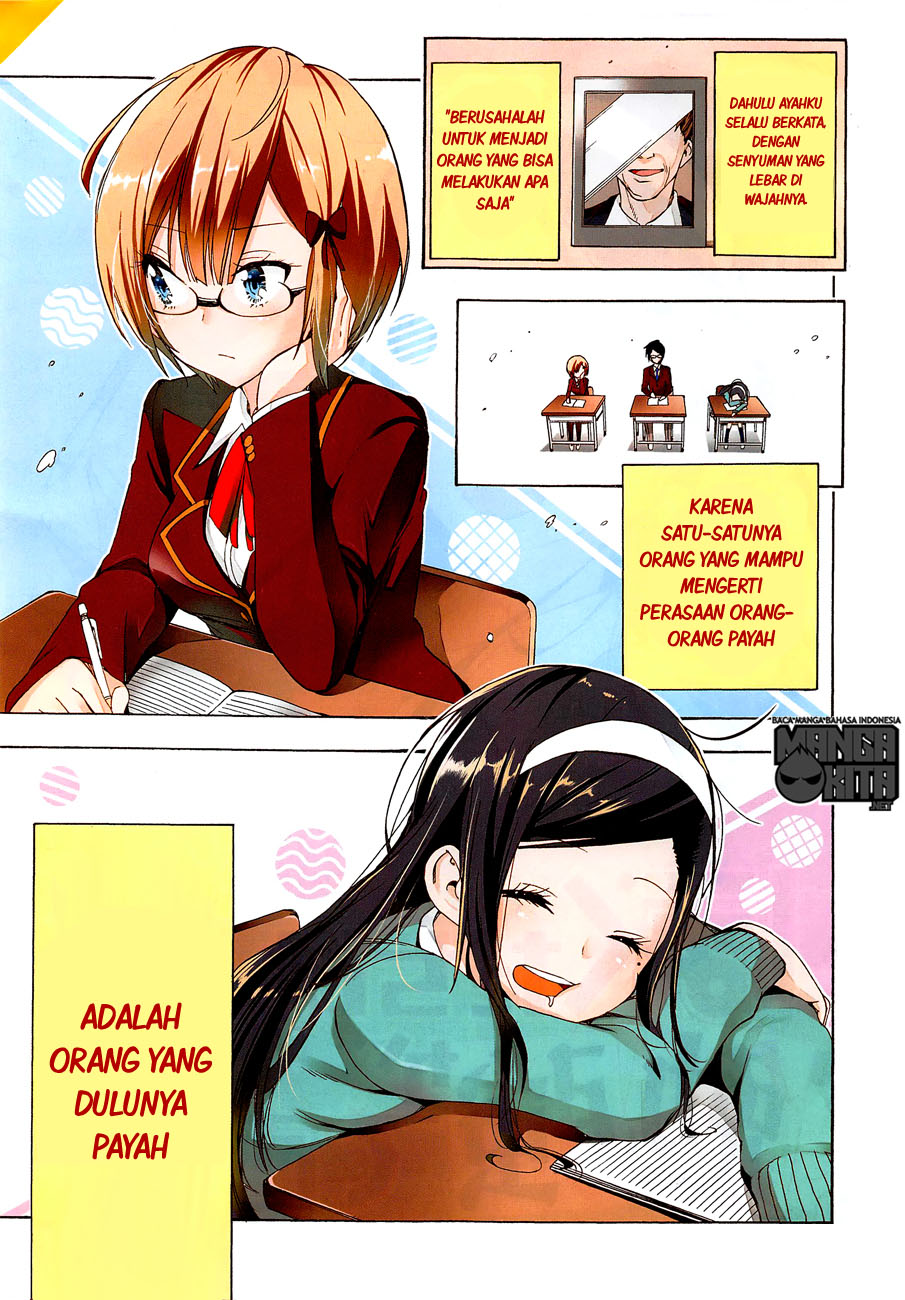 DAHULU AYAHKU
SELALU BERKATA,
DENGAN
SENYUMAN YANG
LEBAR DI
WAJAHNYA.
"BERUSAHALAH
UNTUK MENJADI
ORANG YANG BISA
MELAKUKAN APA
SAJA"
KARENA
SATU-SATUNYA
ORANG YANG MAMPU
MENGERTI
PERASAAN ORANG-
ORANG PAYAH
BACA MANGA BAHASA INDONESIA
MANGA
KITA
.NET
ADALAH
ORANG YANG
DULUNYA
PAYAH